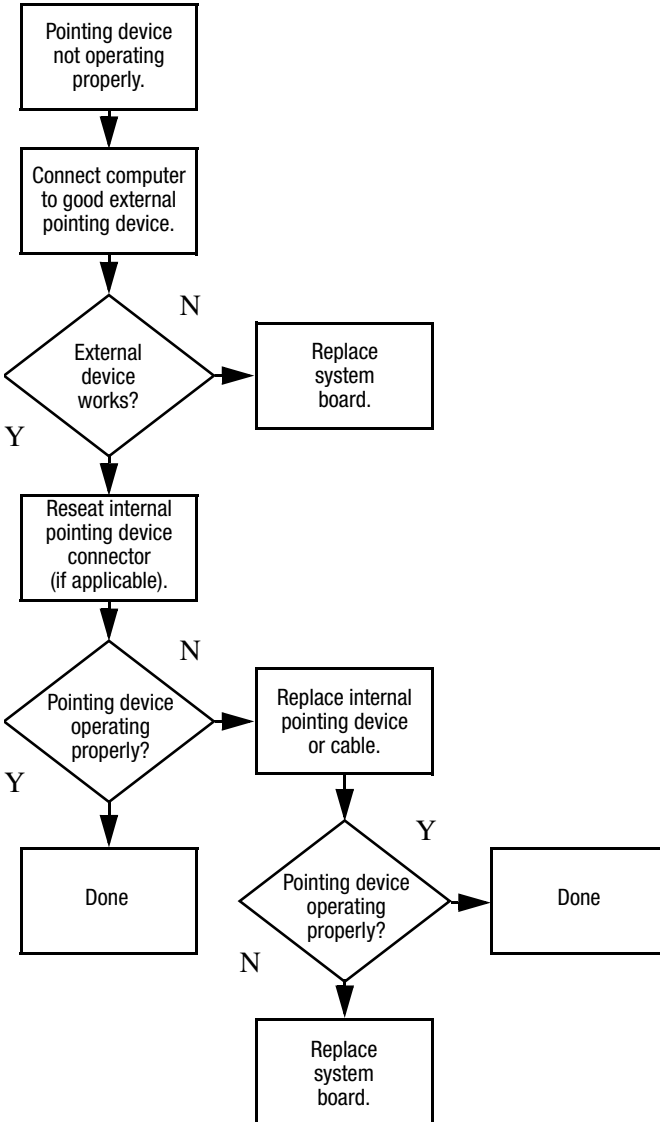 Pointing device
not operating
properly.
Connect computer
to good external
pointing device.
N
External
device
works?
Replace
system
board.
Y
Reseat internal
pointing device
connector
(if applicable).
N
Pointing device
operating
properly?
Replace internal
pointing device
or cable.
Y
Y
Done
Pointing device
operating
properly?
Done
N
Replace
system
board.